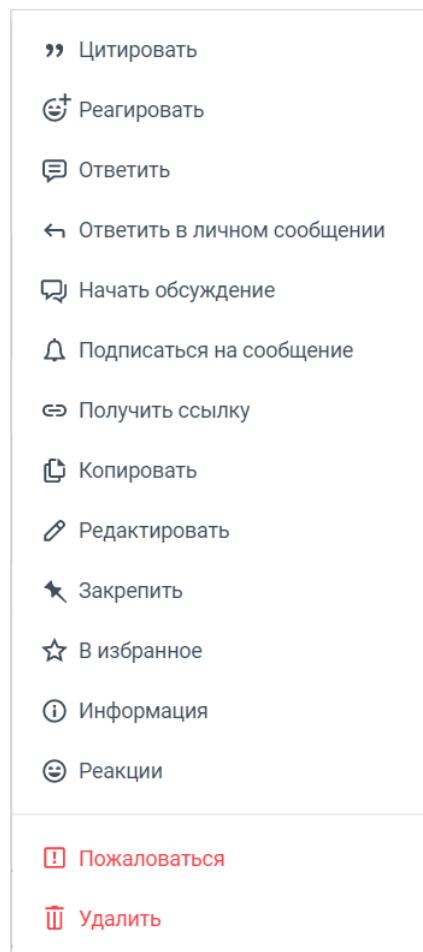 Цитировать
Реагировать
Ответить
Ответить в личном сообщении
Начать обсуждение
Подписаться на сообщение
Получить ссылку
Копировать
Редактировать
Закрепить
В избранное
Информация
Реакции
Пожаловаться
Удалить